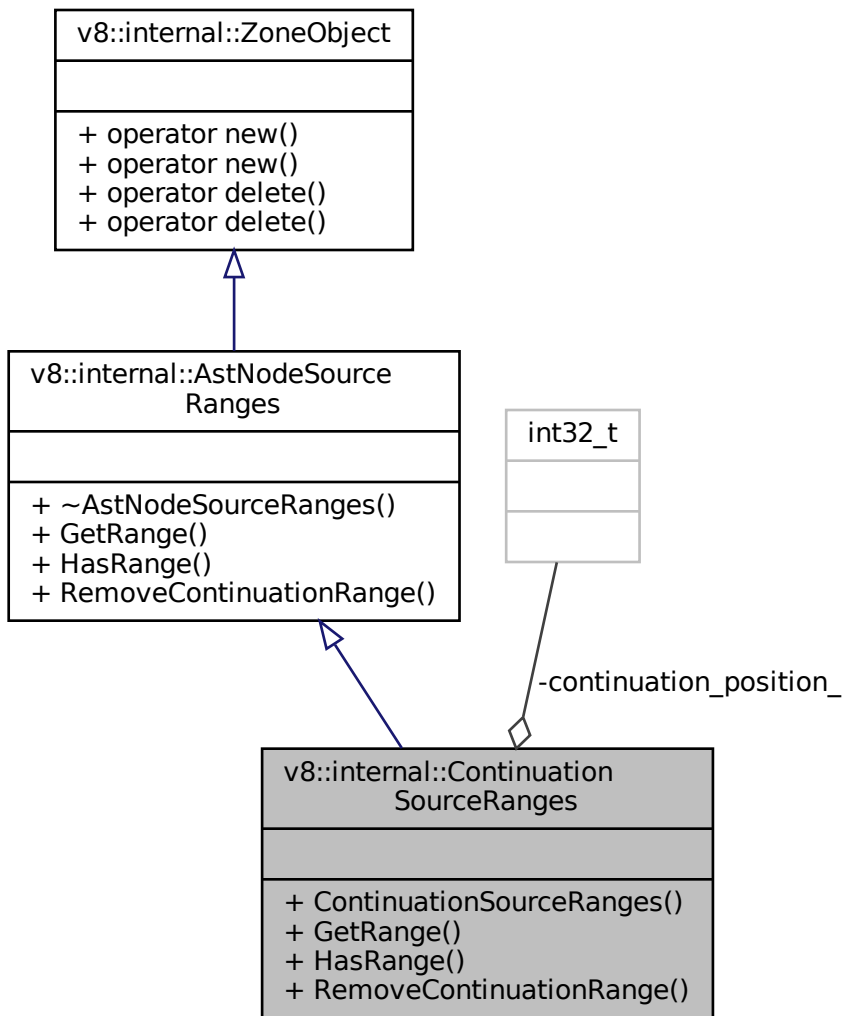 v8::internal::ZoneObject
+ operator new()
+ operator new()
+ operator delete()
+ operator delete()
v8::internal::AstNodeSource
Ranges
+ ~AstNodeSourceRanges()
+ GetRange()
+ HasRange()
+ RemoveContinuationRange()
int32_t
-continuation_position_
v8::internal::Continuation
SourceRanges
+ ContinuationSourceRanges()
+ GetRange()
+ HasRange()
+ RemoveContinuationRange()